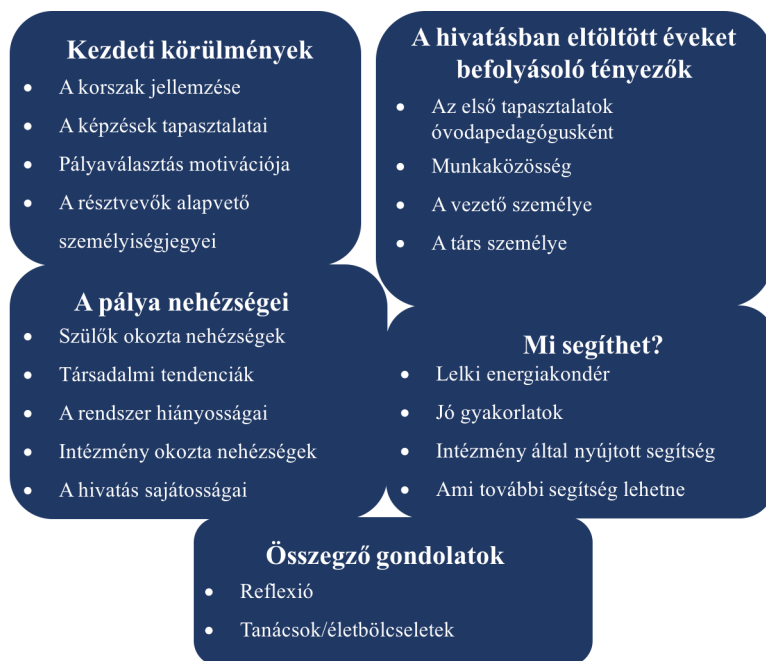 Kezdeti körülmények
• A korszak jellemzése
• A képzések tapasztalatai
• Pályaválasztás motivációja
• A résztvevők alapvető
személyiségjegyei
A hivatásban eltöltött éveket
befolyásoló tényezők
• Az első tapasztalatok
óvodapedagógusként
• Munkaközösség
• A vezető személye
• A társ személye
A pálya nehézségei
• Szülők okozta nehézségek
• Társadalmi tendenciák
• A rendszer hiányosságai
• Intézmény okozta nehézségek
• A hivatás sajátosságai
Mi segíthet?
• Lelki energiakondér
• Jó gyakorlatok
• Intézmény által nyújtott segítség
• Ami további segítség lehetne
Összegző gondolatok
• Reflexió
• Tanácsok/életbölcseletek